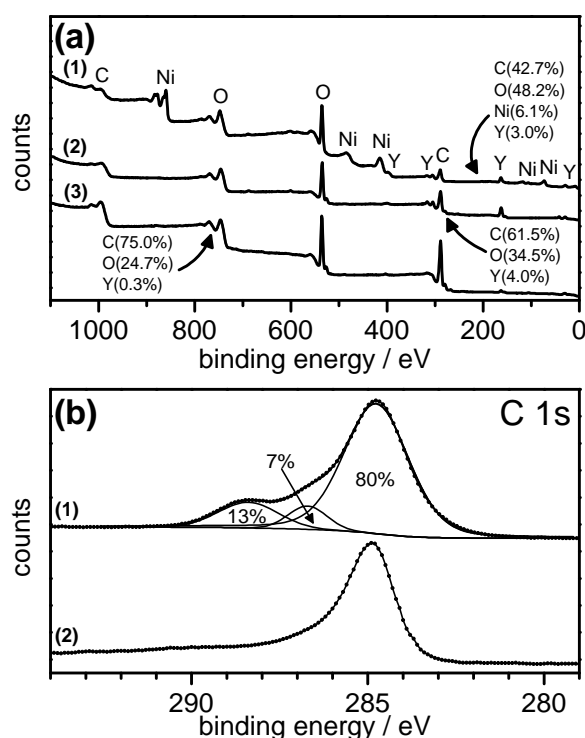 (a)
(1) C Ni O O Ni Ni Y Y C Y Ni Ni Y
C(42.7%)
O(48.2%)
Ni(6.1%)
Y(3.0%)
(2)
(3)
C(75.0%)
O(24.7%)
Y(0.3%)
C(61.5%)
O(34.5%)
Y(4.0%)
counts
1000 800 600 400 200 0
binding energy / eV
(b) C 1s
7%
80%
13%
(1)
(2)
counts
290 285 280
binding energy / eV